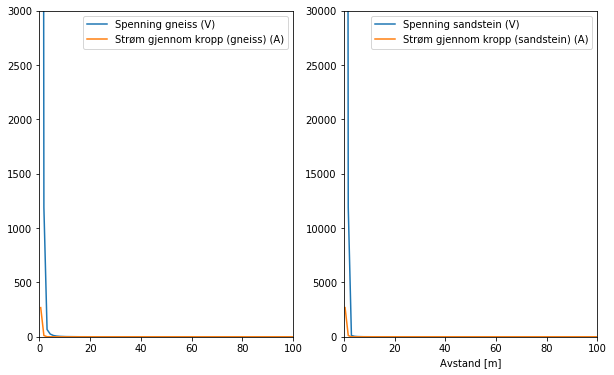 Spenning gneiss (V)
Strøm gjennom kropp (gneiss) (A)
3000
2500
2000
1500
1000
500
0
0 20 40 60 80 100
Spenning sandstein (V)
Strøm gjennom kropp (sandstein) (A)
30000
25000
20000
15000
10000
5000
0
0 20 40 60 80 100
Avstand [m]